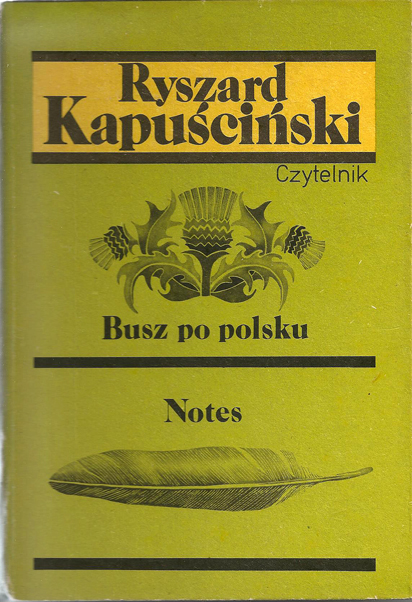 Ryszard
Kapuściński
Czytelnik
Busz po polsku
Notes